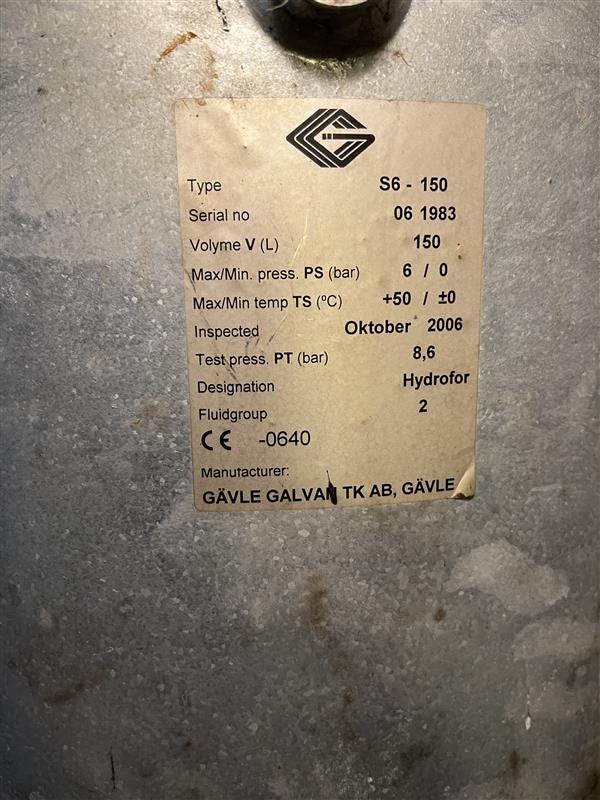 Type S6 - 150
Serial no 06 1983
Volyme V (L) 150
Max/Min. press. PS (bar) 6 / 0
Max/Min temp TS (ºC) +50 / ±0
Inspected Oktober 2006
Test press. PT (bar) 8,6
Designation Hydrofor
Fluidgroup 2
CE -0640
Manufacturer:
GÄVLE GALVAN TK AB, GÄVLE